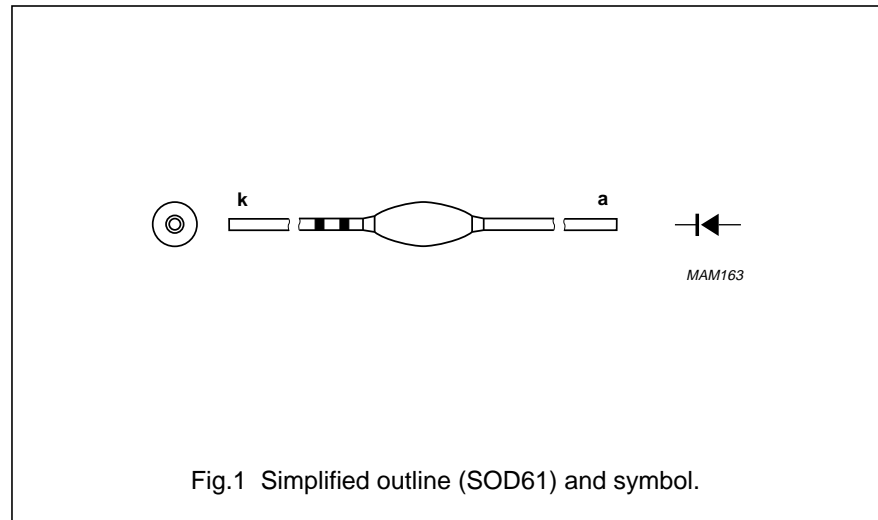 k
a
MAM163
Fig.1 Simplified outline (SOD61) and symbol.